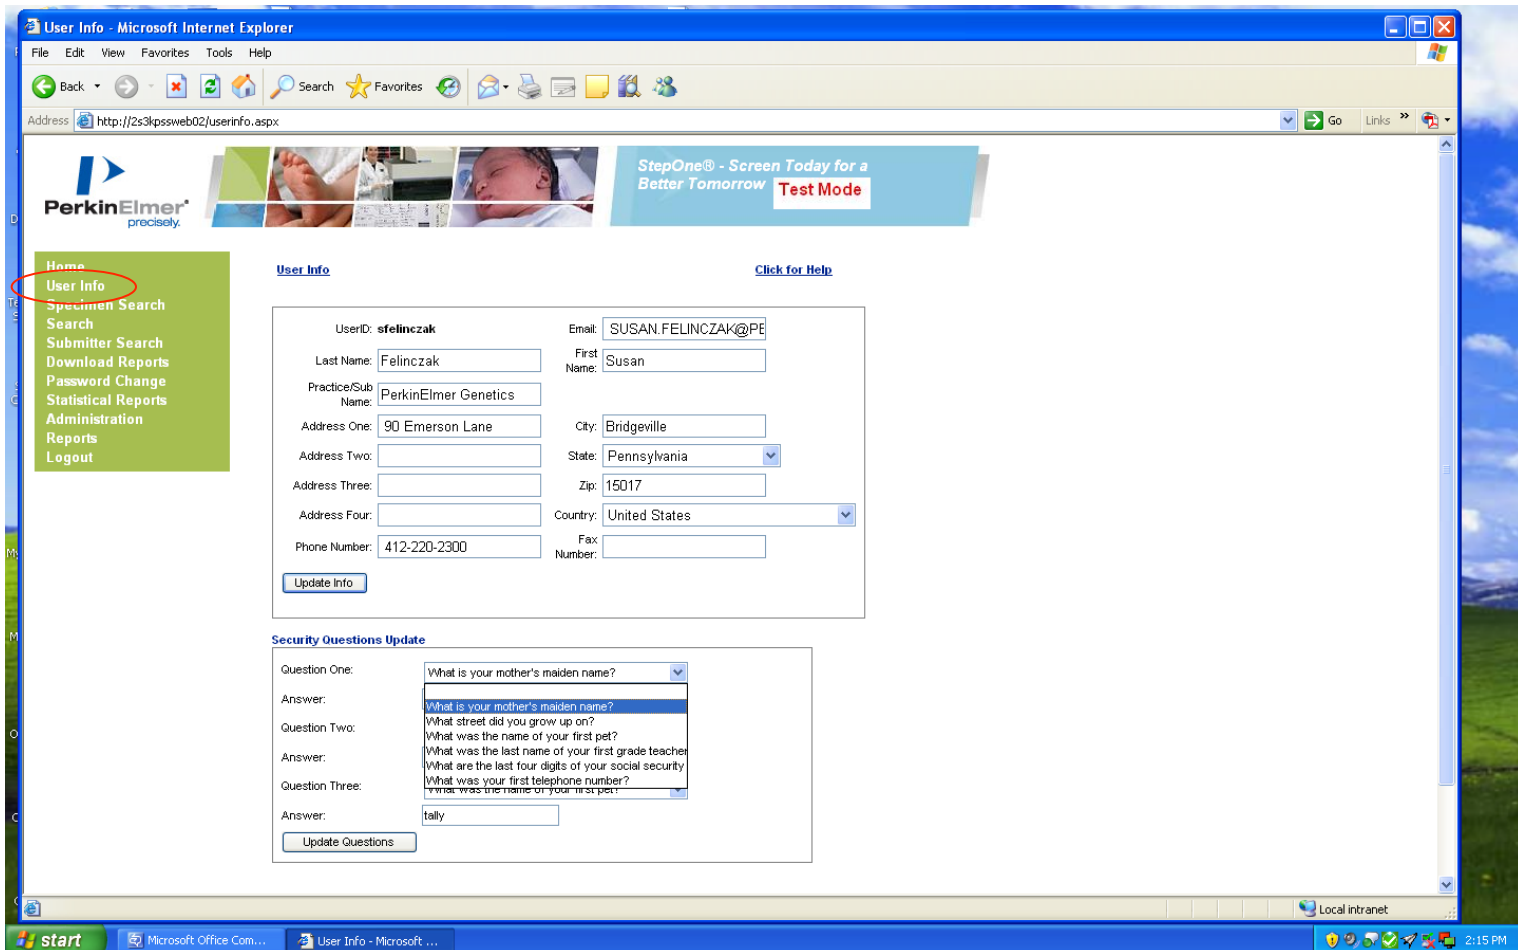 User Info - Microsoft Internet Explorer
File Edit View Favorites Tools Help
Back Search Favorites
Address http://2s3kpssweb02/userinfo.aspx Go Links »
PerkinElmer
precisely.
StepOne® - Screen Today for a
Better Tomorrow Test Mode
Home
User Info
Specimen Search
Search
Submitter Search
Download Reports
Password Change
Statistical Reports
Administration
Reports
Logout
User Info Click for Help
UserID: sfelinczak Email: SUSAN.FELINCZAK@PE
Last Name: Felinczak First Name: Susan
Practice/Sub Name: PerkinElmer Genetics
Address One: 90 Emerson Lane City: Bridgeville
Address Two: State: Pennsylvania
Address Three: Zip: 15017
Address Four: Country: United States
Phone Number: 412-220-2300 Fax Number:
Update Info
Security Questions Update
Question One: What is your mother's maiden name?
Answer:
What is your mother's maiden name?
What street did you grow up on?
Question Two:
What was the name of your first pet?
What was the last name of your first grade teacher
Answer:
What are the last four digits of your social security
What was your first telephone number?
Question Three: What was the name of your first pet?
Answer: tally
Update Questions
Local intranet
start Microsoft Office Com... User Info - Microsoft ... 2:15 PM